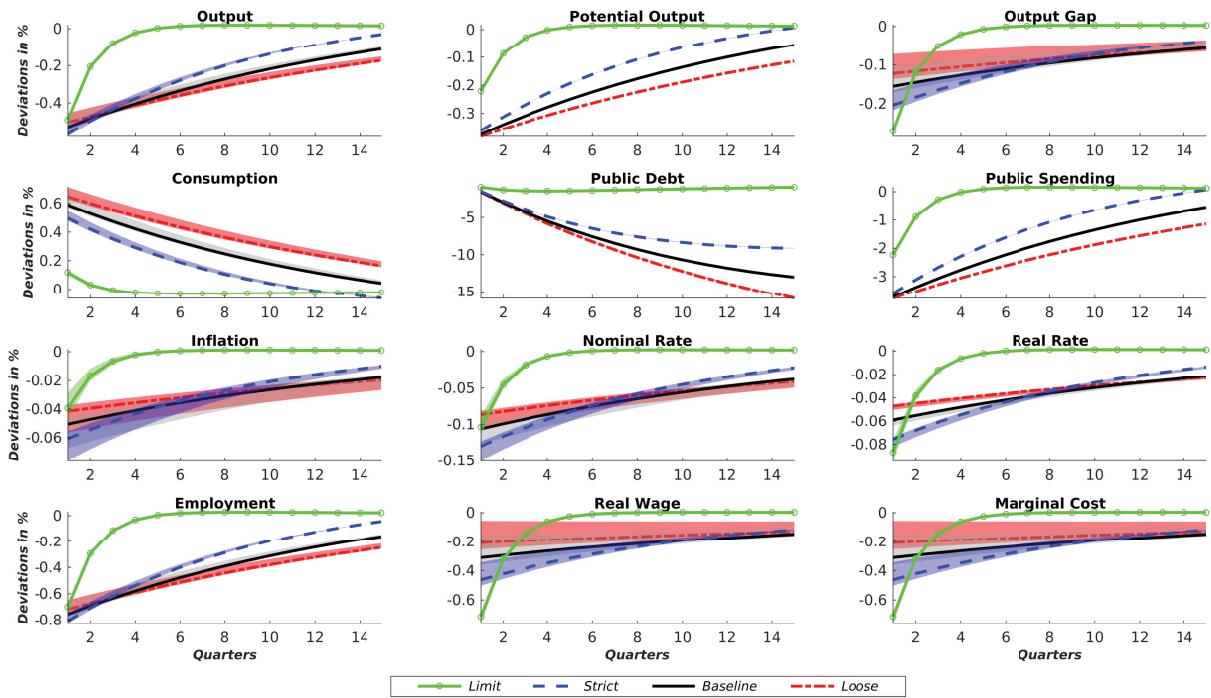 Output
Potential Output
Output Gap
Deviations in %
0
-0.2
-0.4
2 4 6 8 10 12 14
0
-0.1
-0.2
-0.3
2 4 6 8 10 12 14
0
-0.1
-0.2
2 4 6 8 10 12 14
Consumption
Public Debt
Public Spending
Deviations in %
0.6
0.4
0.2
0
2 4 6 8 10 12 14
-5
-10
15
2 4 6 8 10 12 14
0
-1
-2
-3
2 4 6 8 10 12 14
Inflation
Nominal Rate
Real Rate
Deviations in %
0
-0.02
-0.04
-0.06
2 4 6 8 10 12 14
0
-0.05
-0.1
-0.15
2 4 6 8 10 12 14
0
-0.02
-0.04
-0.06
-0.08
2 4 6 8 10 12 14
Employment
Real Wage
Marginal Cost
Deviations in %
0
-0.2
-0.4
-0.6
-0.8
2 4 6 8 10 12 14
0
-0.2
-0.4
-0.6
2 4 6 8 10 12 14
0
-0.2
-0.4
-0.6
2 4 6 8 10 12 14
Quarters
Quarters
Quarters
Limit
Strict
Baseline
Loose